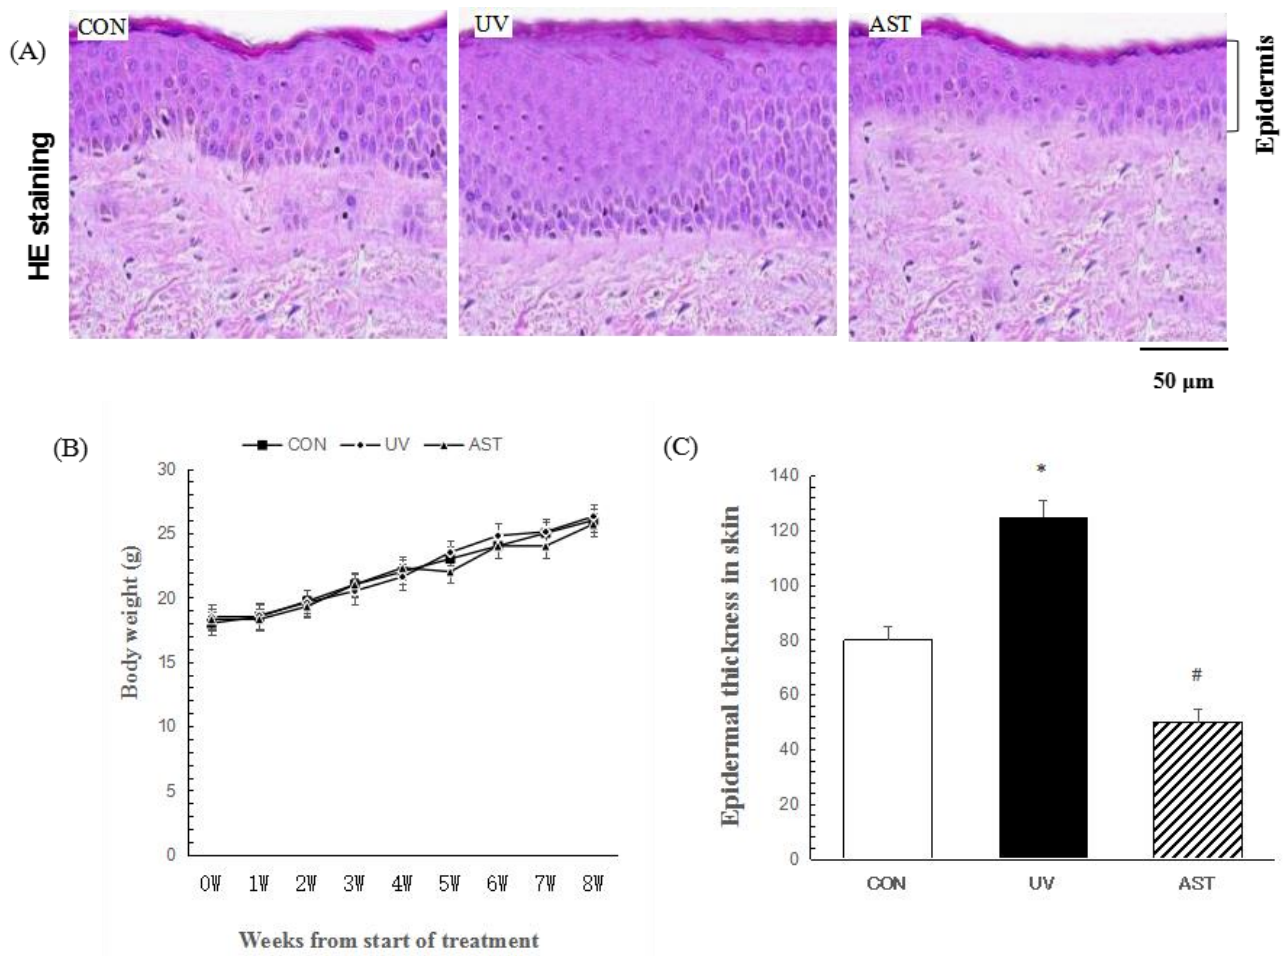 (A)
CON
UV
AST
HE staining
Epidermis
50 μm
(B)
CON UV AST
Body weight (g)
30
25
20
15
10
5
0
0W 1W 2W 3W 4W 5W 6W 7W 8W
Weeks from start of treatment
(C)
Epidermal thickness in skin
140
120
100
80
60
40
20
0
*
#
CON UV AST